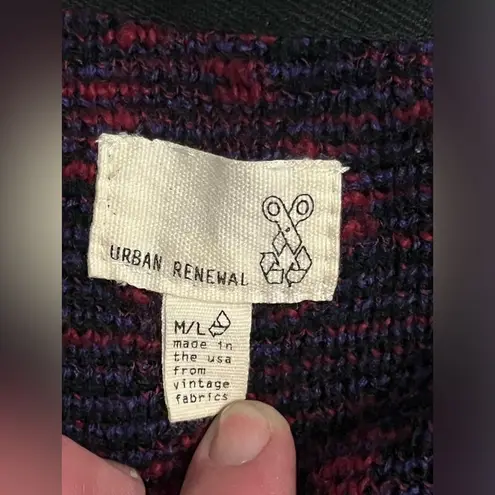 URBAN RENEWAL
M/L
made in
the usa
from
vintage
fabrics